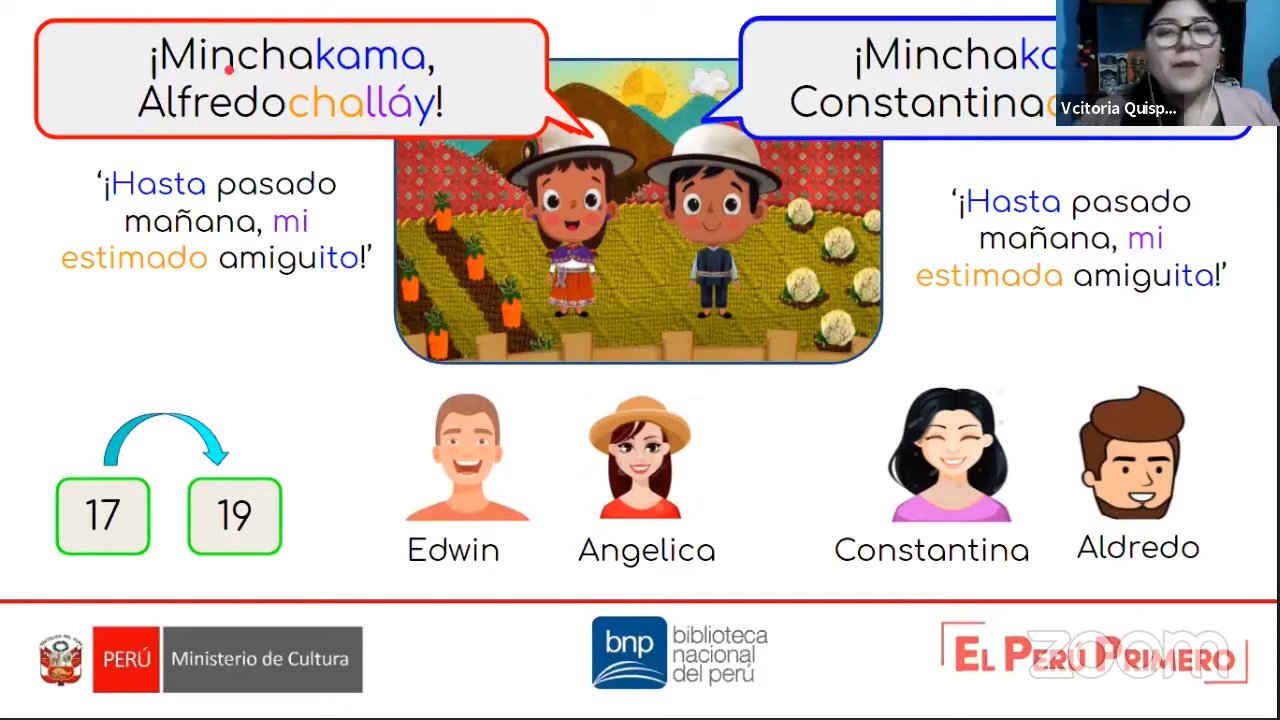 ¡Minchakama,
Alfredochalláy!
Constantina
Vcitoria Quisp...
‘¡Hasta pasado
mañana, mi
estimado amiguito!’
‘¡Hasta pasado
mañana, mi
estimada amiguita!’
17
19
Edwin
Angelica
Constantina
Aldredo
PERÚ
Ministerio de Cultura
bnp
biblioteca
nacional
del perú
EL PERÚ PRIMERO
zoom